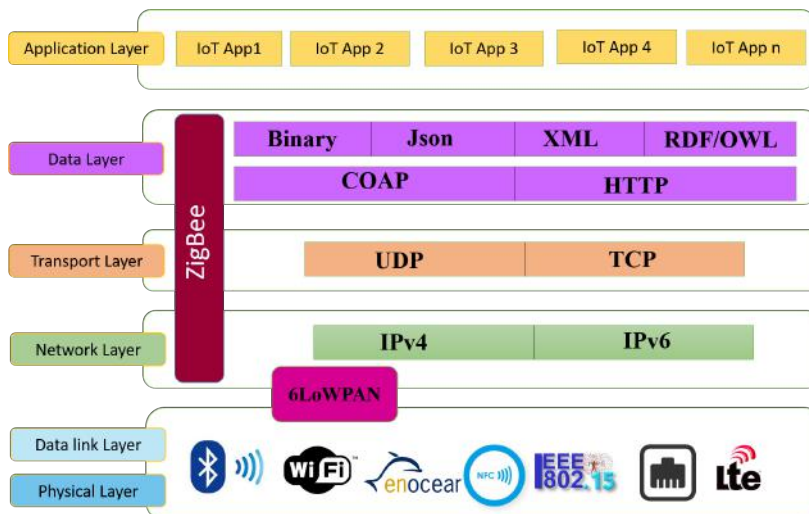 Application Layer
IoT App1
IoT App 2
IoT App 3
IoT App 4
IoT App n
Data Layer
ZigBee
Binary
Json
XML
RDF/OWL
COAP
HTTP
Transport Layer
UDP
TCP
Network Layer
IPv4
IPv6
6LoWPAN
Data link Layer
Physical Layer
WiFi
enocear
NFC
IEEE
802.15
Lte